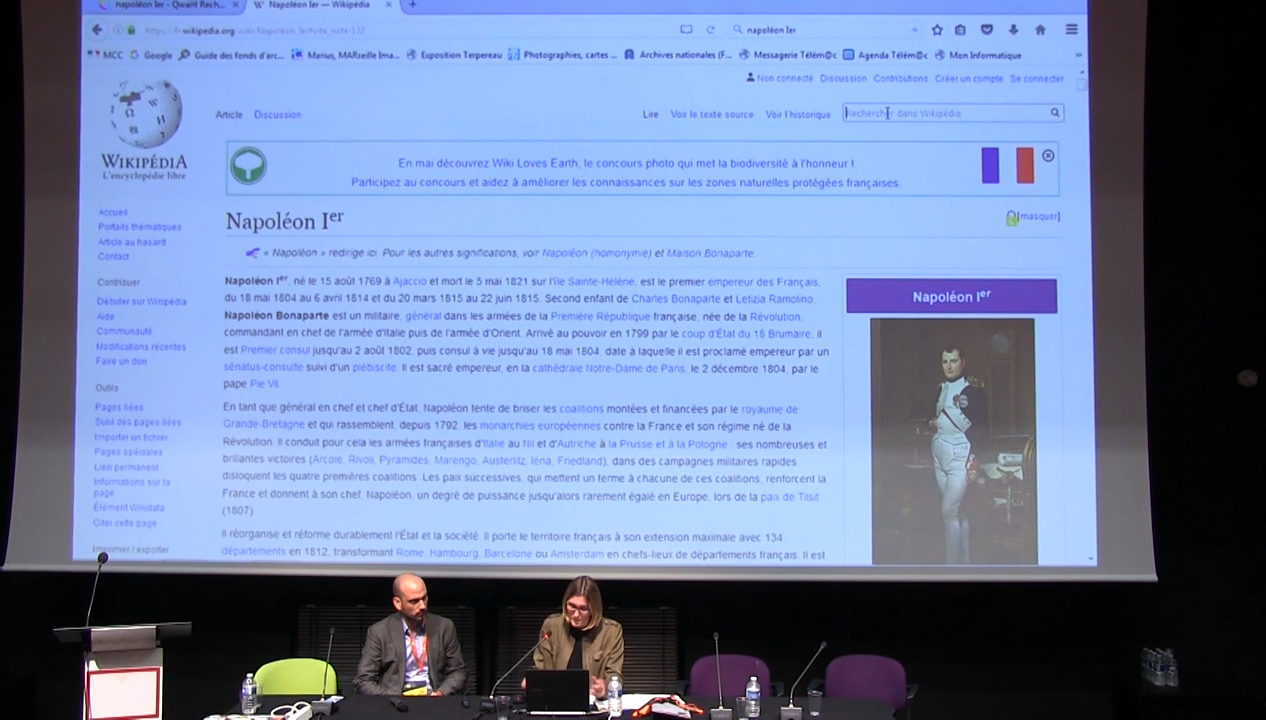 napoléon Ier - Qwant Rech...
Napoléon Ier — Wikipédia
https://fr.wikipedia.org/wiki/Napoléon_Ier#cite_note-132
napoléon Ier
MCC
Google
Guide des fonds d'arc...
Marius, MARseille Ima...
Exposition Terpereau
Photographies, cartes ...
Archives nationales (F...
Messagerie Télém@c
Agenda Télém@c
Mon Informatique
Non connecté Discussion Contributions Créer un compte Se connecter
Article Discussion
Lire Voir le texte source Voir l'historique
Rechercher dans Wikipédia
WIKIPÉDIA
L'encyclopédie libre
En mai découvrez Wiki Loves Earth, le concours photo qui met la biodiversité à l'honneur !
Participez au concours et aidez à améliorer les connaissances sur les zones naturelles protégées françaises.
[masquer]
Accueil
Portails thématiques
Article au hasard
Contact
Contribuer
Débuter sur Wikipédia
Aide
Communauté
Modifications récentes
Faire un don
Outils
Pages liées
Suivi des pages liées
Importer un fichier
Pages spéciales
Lien permanent
Informations sur la
page
Élément Wikidata
Citer cette page
Imprimer / exporter
Napoléon Ier
« Napoléon » redirige ici. Pour les autres significations, voir Napoléon (homonymie) et Maison Bonaparte.
Napoléon Ier, né le 15 août 1769 à Ajaccio et mort le 5 mai 1821 sur l'île Sainte-Hélène, est le premier empereur des Français,
du 18 mai 1804 au 6 avril 1814 et du 20 mars 1815 au 22 juin 1815. Second enfant de Charles Bonaparte et Letizia Ramolino,
Napoléon Bonaparte est un militaire, général dans les armées de la Première République française, née de la Révolution,
commandant en chef de l'armée d'Italie puis de l'armée d'Orient. Arrivé au pouvoir en 1799 par le coup d'État du 18 Brumaire, il
est Premier consul jusqu'au 2 août 1802, puis consul à vie jusqu'au 18 mai 1804, date à laquelle il est proclamé empereur par un
sénatus-consulte suivi d'un plébiscite. Il est sacré empereur, en la cathédrale Notre-Dame de Paris, le 2 décembre 1804, par le
pape Pie VII.
En tant que général en chef et chef d'État, Napoléon tente de briser les coalitions montées et financées par le royaume de
Grande-Bretagne et qui rassemblent, depuis 1792, les monarchies européennes contre la France et son régime né de la
Révolution. Il conduit pour cela les armées françaises d'Italie au Nil et d'Autriche à la Prusse et à la Pologne : ses nombreuses et
brillantes victoires (Arcole, Rivoli, Pyramides, Marengo, Austerlitz, Iéna, Friedland), dans des campagnes militaires rapides,
disloquent les quatre premières coalitions. Les paix successives, qui mettent un terme à chacune de ces coalitions, renforcent la
France et donnent à son chef, Napoléon, un degré de puissance jusqu'alors rarement égalé en Europe, lors de la paix de Tilsit
(1807).
Il réorganise et réforme durablement l'État et la société. Il porte le territoire français à son extension maximale avec 134
départements en 1812, transformant Rome, Hambourg, Barcelone ou Amsterdam en chefs-lieux de départements français. Il est
Napoléon Ier